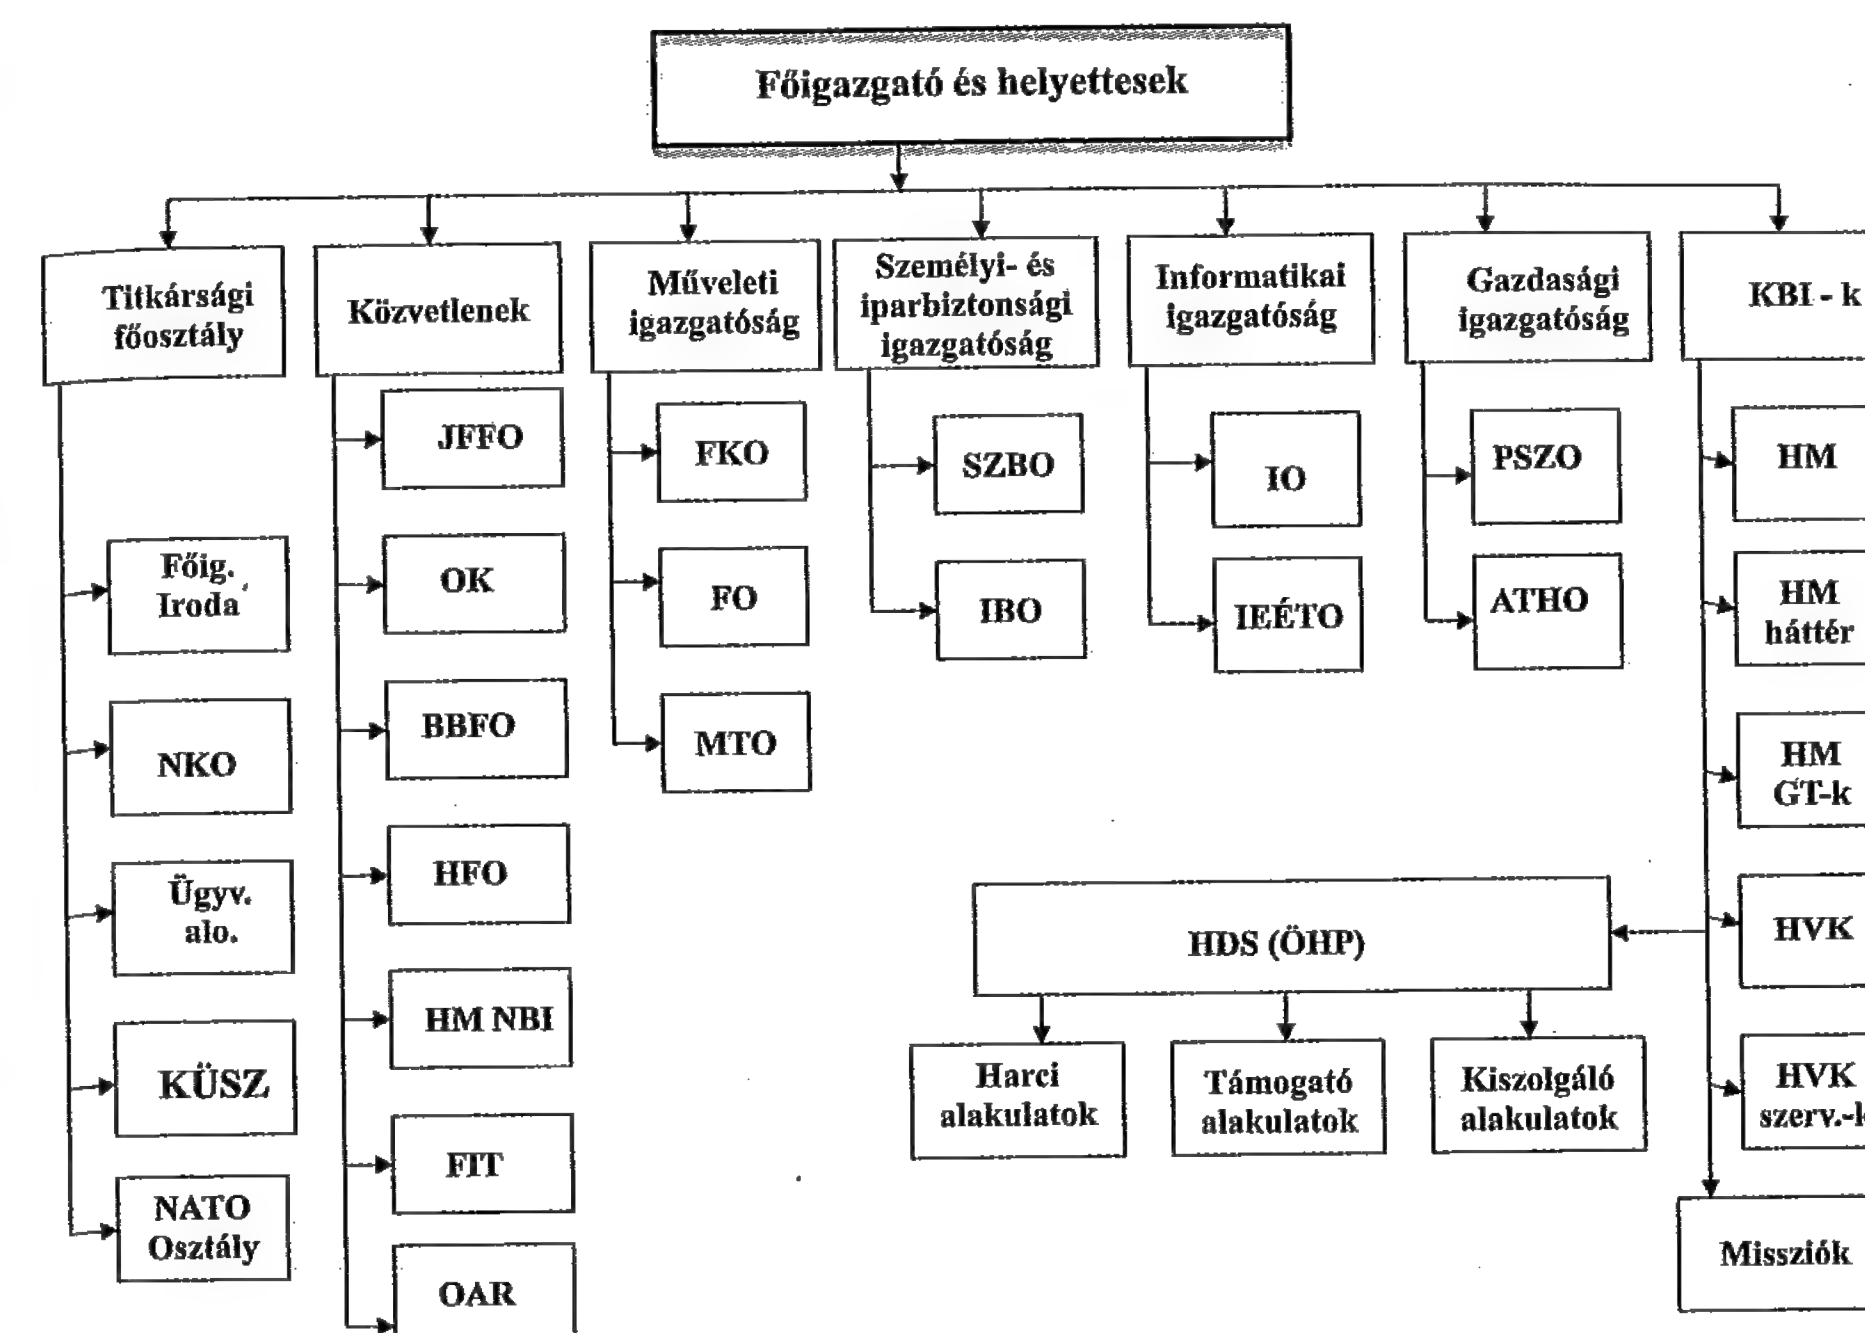 Főigazgató és helyettesek
Titkársági
főosztály
Közvetlenek
Műveleti
igazgatóság
Személyi- és
iparbiztonsági
igazgatóság
Informatikai
igazgatóság
Gazdasági
igazgatóság
KBI - k
Főig.
Iroda
NKO
Ügyv.
alo.
KÜSZ
NATO
Osztály
JFFO
OK
BBFO
HFO
HM NBI
FIT
OAR
FKO
FO
MTO
SZBO
IBO
IO
IEÉTO
PSZO
ATHO
HM
HM
háttér
HM
GT-k
HVK
HVK
szerv.-k
Missziók
HDS (ÖHP)
Harci
alakulatok
Támogató
alakulatok
Kiszolgáló
alakulatok